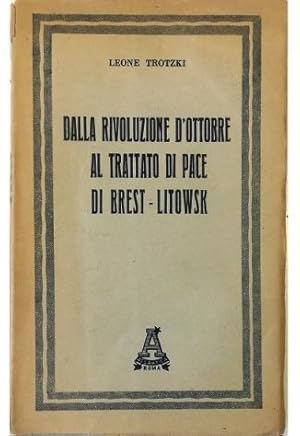 LEONE TROTZKI
DALLA RIVOLUZIONE D'OTTOBRE
AL TRATTATO DI PACE
DI BREST-LITOWSK
A
ROMA